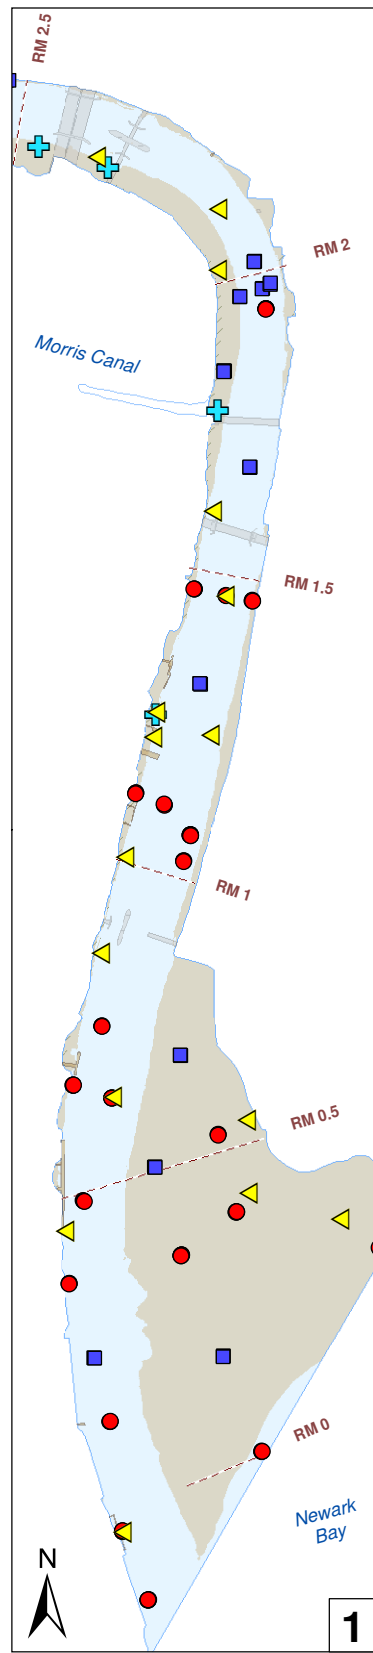 RM 2.5
RM 2
Morris Canal
RM 1.5
RM 1
RM 0.5
RM 0
Newark
Bay
N
1